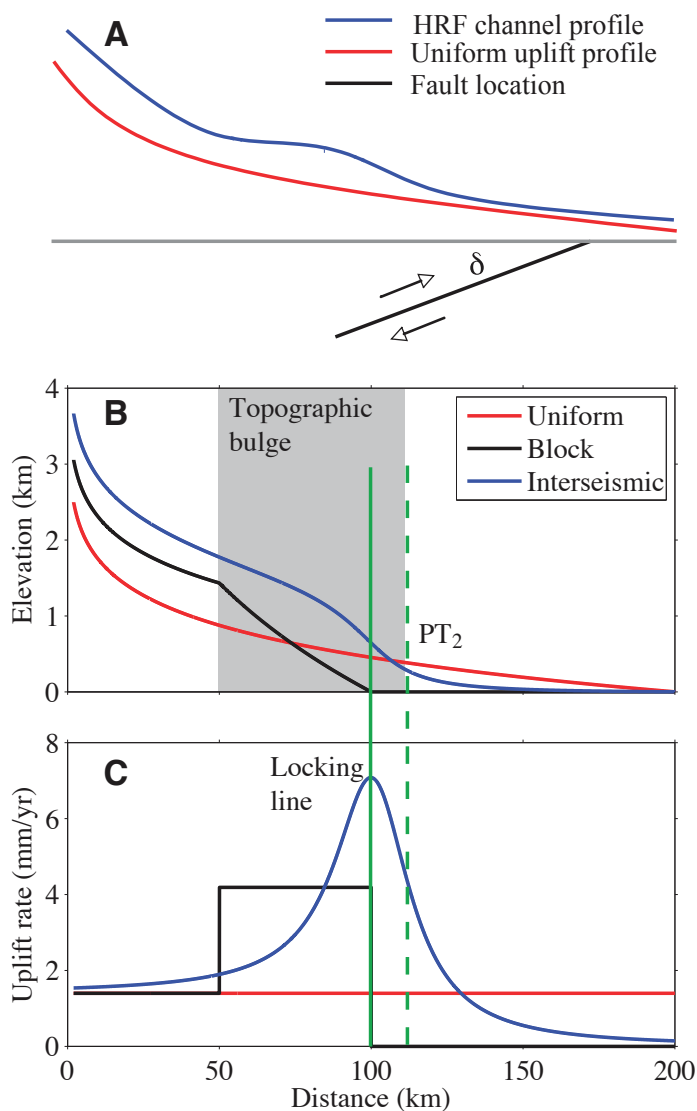 A
HRF channel profile
Uniform uplift profile
Fault location
δ
B
Topographic
bulge
Uniform
Block
Interseismic
PT2
Elevation (km)
4
3
2
1
0
C
Locking
line
Uplift rate (mm/yr)
8
6
4
2
0
0 50 100 150 200
Distance (km)